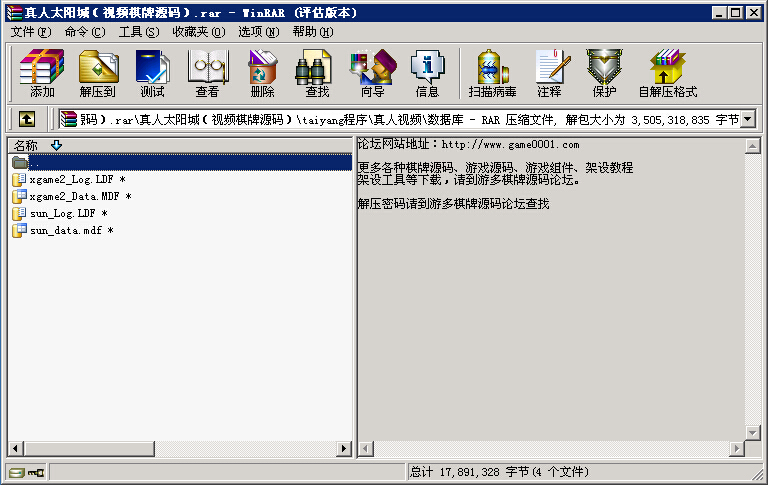 真人太阳城(视频棋牌源码).rar - WinRAR (评估版本)
文件(F) 命令(C) 工具(S) 收藏夹(O) 选项(N) 帮助(H)
添加 解压到 测试 查看 删除 查找 向导 信息 扫描病毒 注释 保护 自解压格式
码).rar\真人太阳城(视频棋牌源码)\taiyang程序\真人视频\数据库 - RAR 压缩文件, 解包大小为 3,505,318,835 字节
名称
..
xgame2_Log.LDF *
xgame2_Data.MDF *
sun_Log.LDF *
sun_data.mdf *
论坛网站地址:http://www.game0001.com
更多各种棋牌源码、游戏源码、游戏组件、架设教程
架设工具等下载,请到游多棋牌源码论坛。
解压密码请到游多棋牌源码论坛查找
总计 17,891,328 字节(4 个文件)